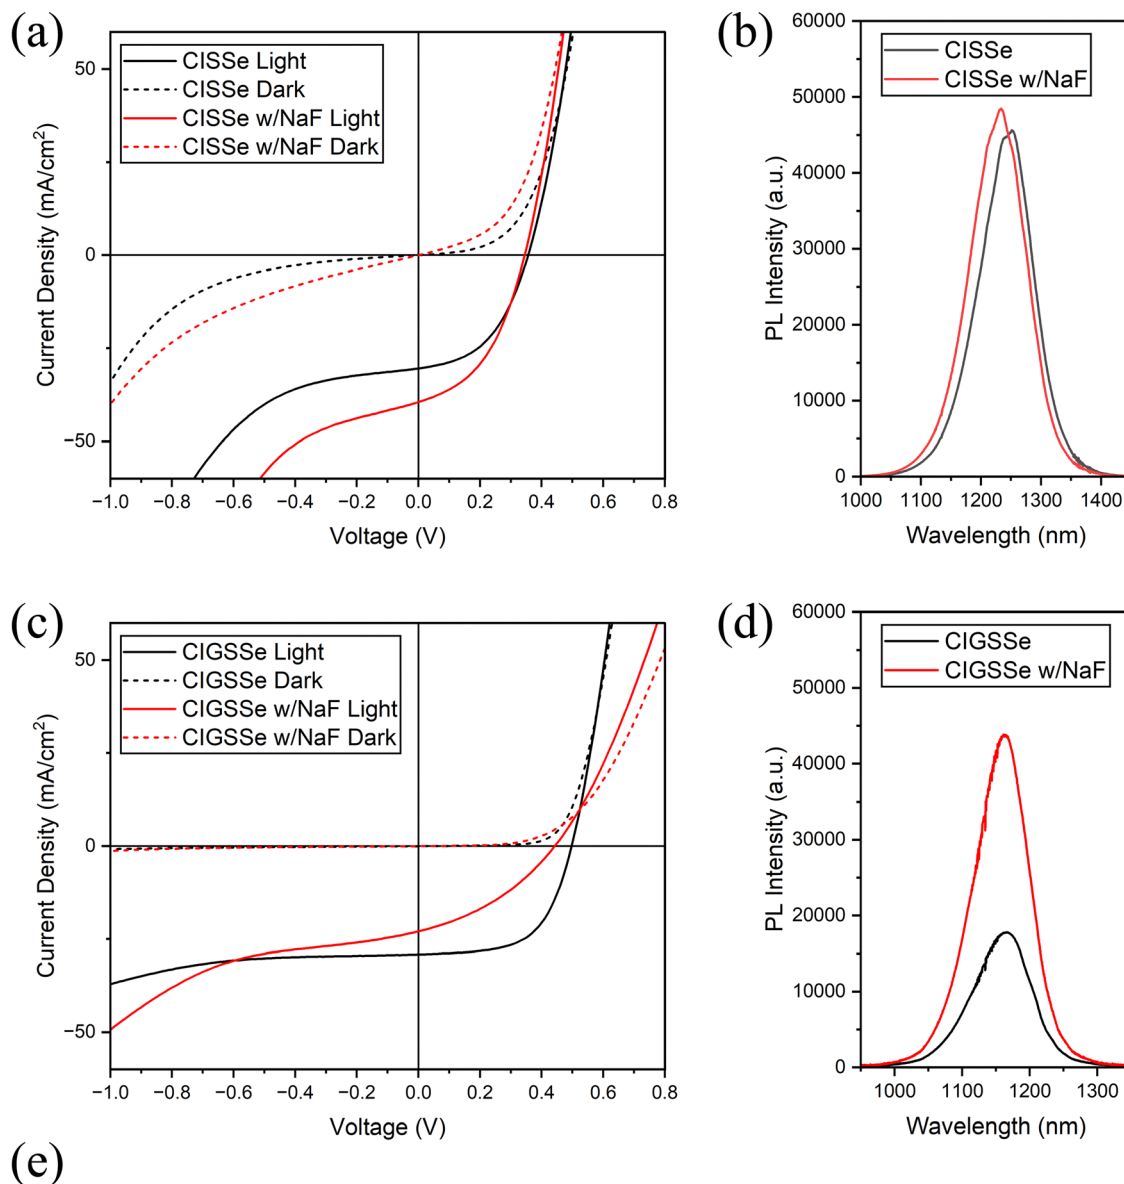 (a)
CISSe Light
CISSe Dark
CISSe w/NaF Light
CISSe w/NaF Dark
50
0
−50
Current Density (mA/cm²)
−1.0 −0.8 −0.6 −0.4 −0.2 0.0 0.2 0.4 0.6 0.8
Voltage (V)
(b)
CISSe
CISSe w/NaF
60000
50000
40000
30000
20000
10000
0
PL Intensity (a.u.)
1000 1100 1200 1300 1400
Wavelength (nm)
(c)
CIGSSe Light
CIGSSe Dark
CIGSSe w/NaF Light
CIGSSe w/NaF Dark
50
0
−50
Current Density (mA/cm²)
−1.0 −0.8 −0.6 −0.4 −0.2 0.0 0.2 0.4 0.6 0.8
Voltage (V)
(d)
CIGSSe
CIGSSe w/NaF
60000
50000
40000
30000
20000
10000
0
PL Intensity (a.u.)
1000 1100 1200 1300
Wavelength (nm)
(e)